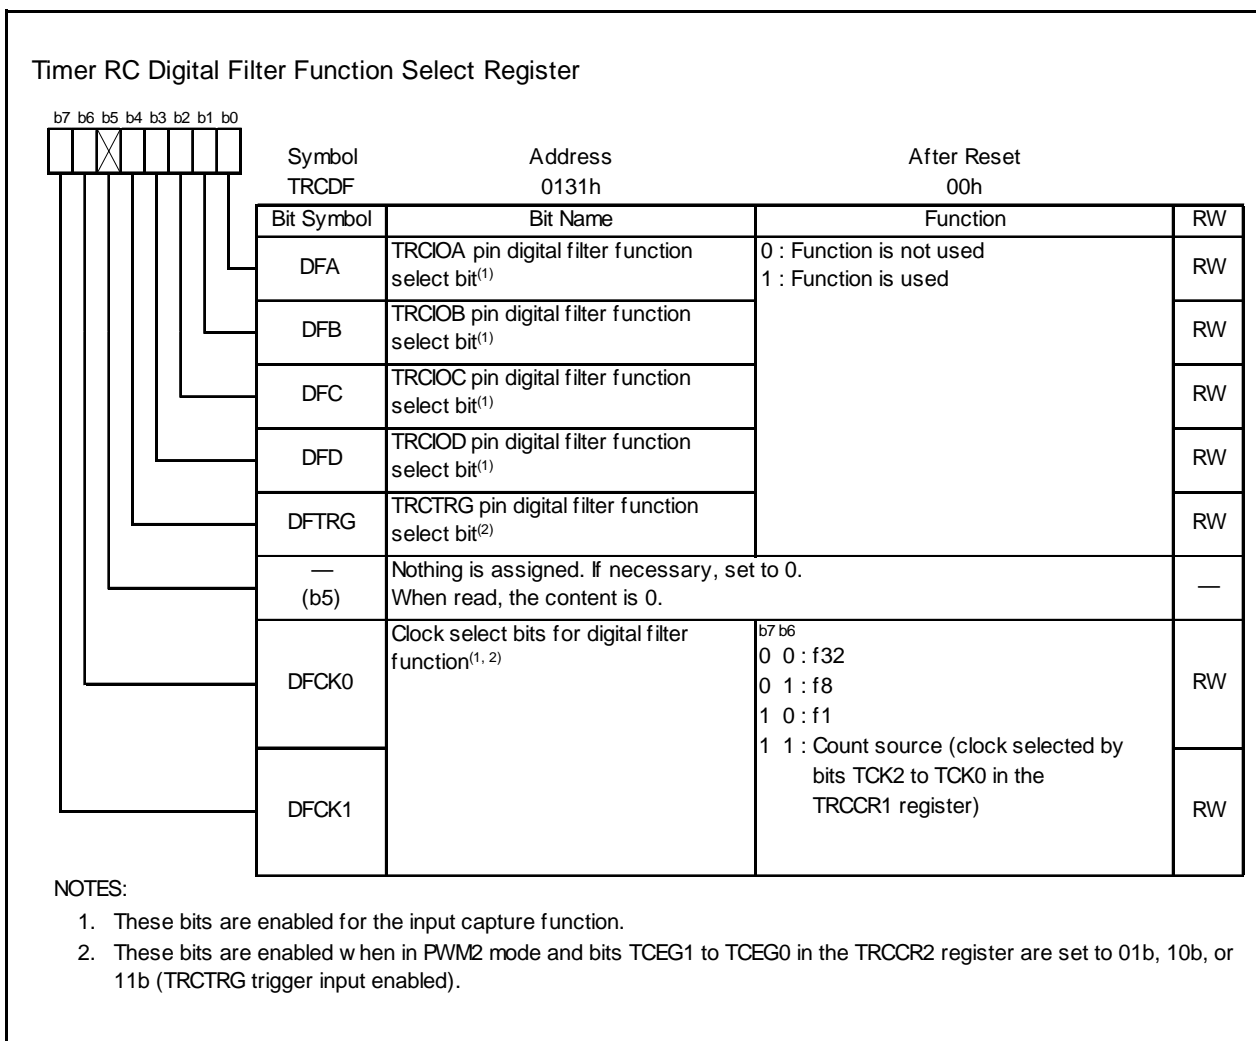 Timer RC Digital Filter Function Select Register
b7 b6 b5 b4 b3 b2 b1 b0
Symbol Address After Reset
TRCDF 0131h 00h
Bit Symbol Bit Name Function RW
DFA TRCIOA pin digital filter function 0 : Function is not used RW
select bit(1) 1 : Function is used
DFB TRCIOB pin digital filter function RW
select bit(1)
DFC TRCIOC pin digital filter function RW
select bit(1)
DFD TRCIOD pin digital filter function RW
select bit(1)
DFTRG TRCTRG pin digital filter function RW
select bit(2)
— Nothing is assigned. If necessary, set to 0. —
(b5) When read, the content is 0.
Clock select bits for digital filter b7 b6
function(1, 2) 0 0 : f32
DFCK0 0 1 : f8 RW
1 0 : f1
1 1 : Count source (clock selected by
bits TCK2 to TCK0 in the
DFCK1 TRCCR1 register) RW
NOTES:
1. These bits are enabled for the input capture function.
2. These bits are enabled when in PWM2 mode and bits TCEG1 to TCEG0 in the TRCCR2 register are set to 01b, 10b, or
11b (TRCTRG trigger input enabled).